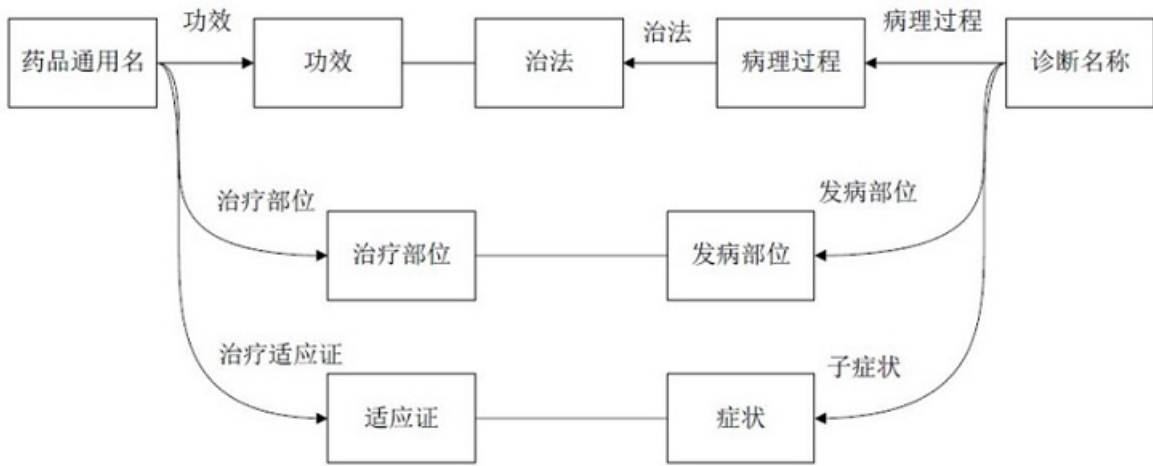 功效
治法
病理过程
药品通用名
功效
治法
病理过程
诊断名称
治疗部位
发病部位
治疗部位
发病部位
治疗适应证
子症状
适应证
症状